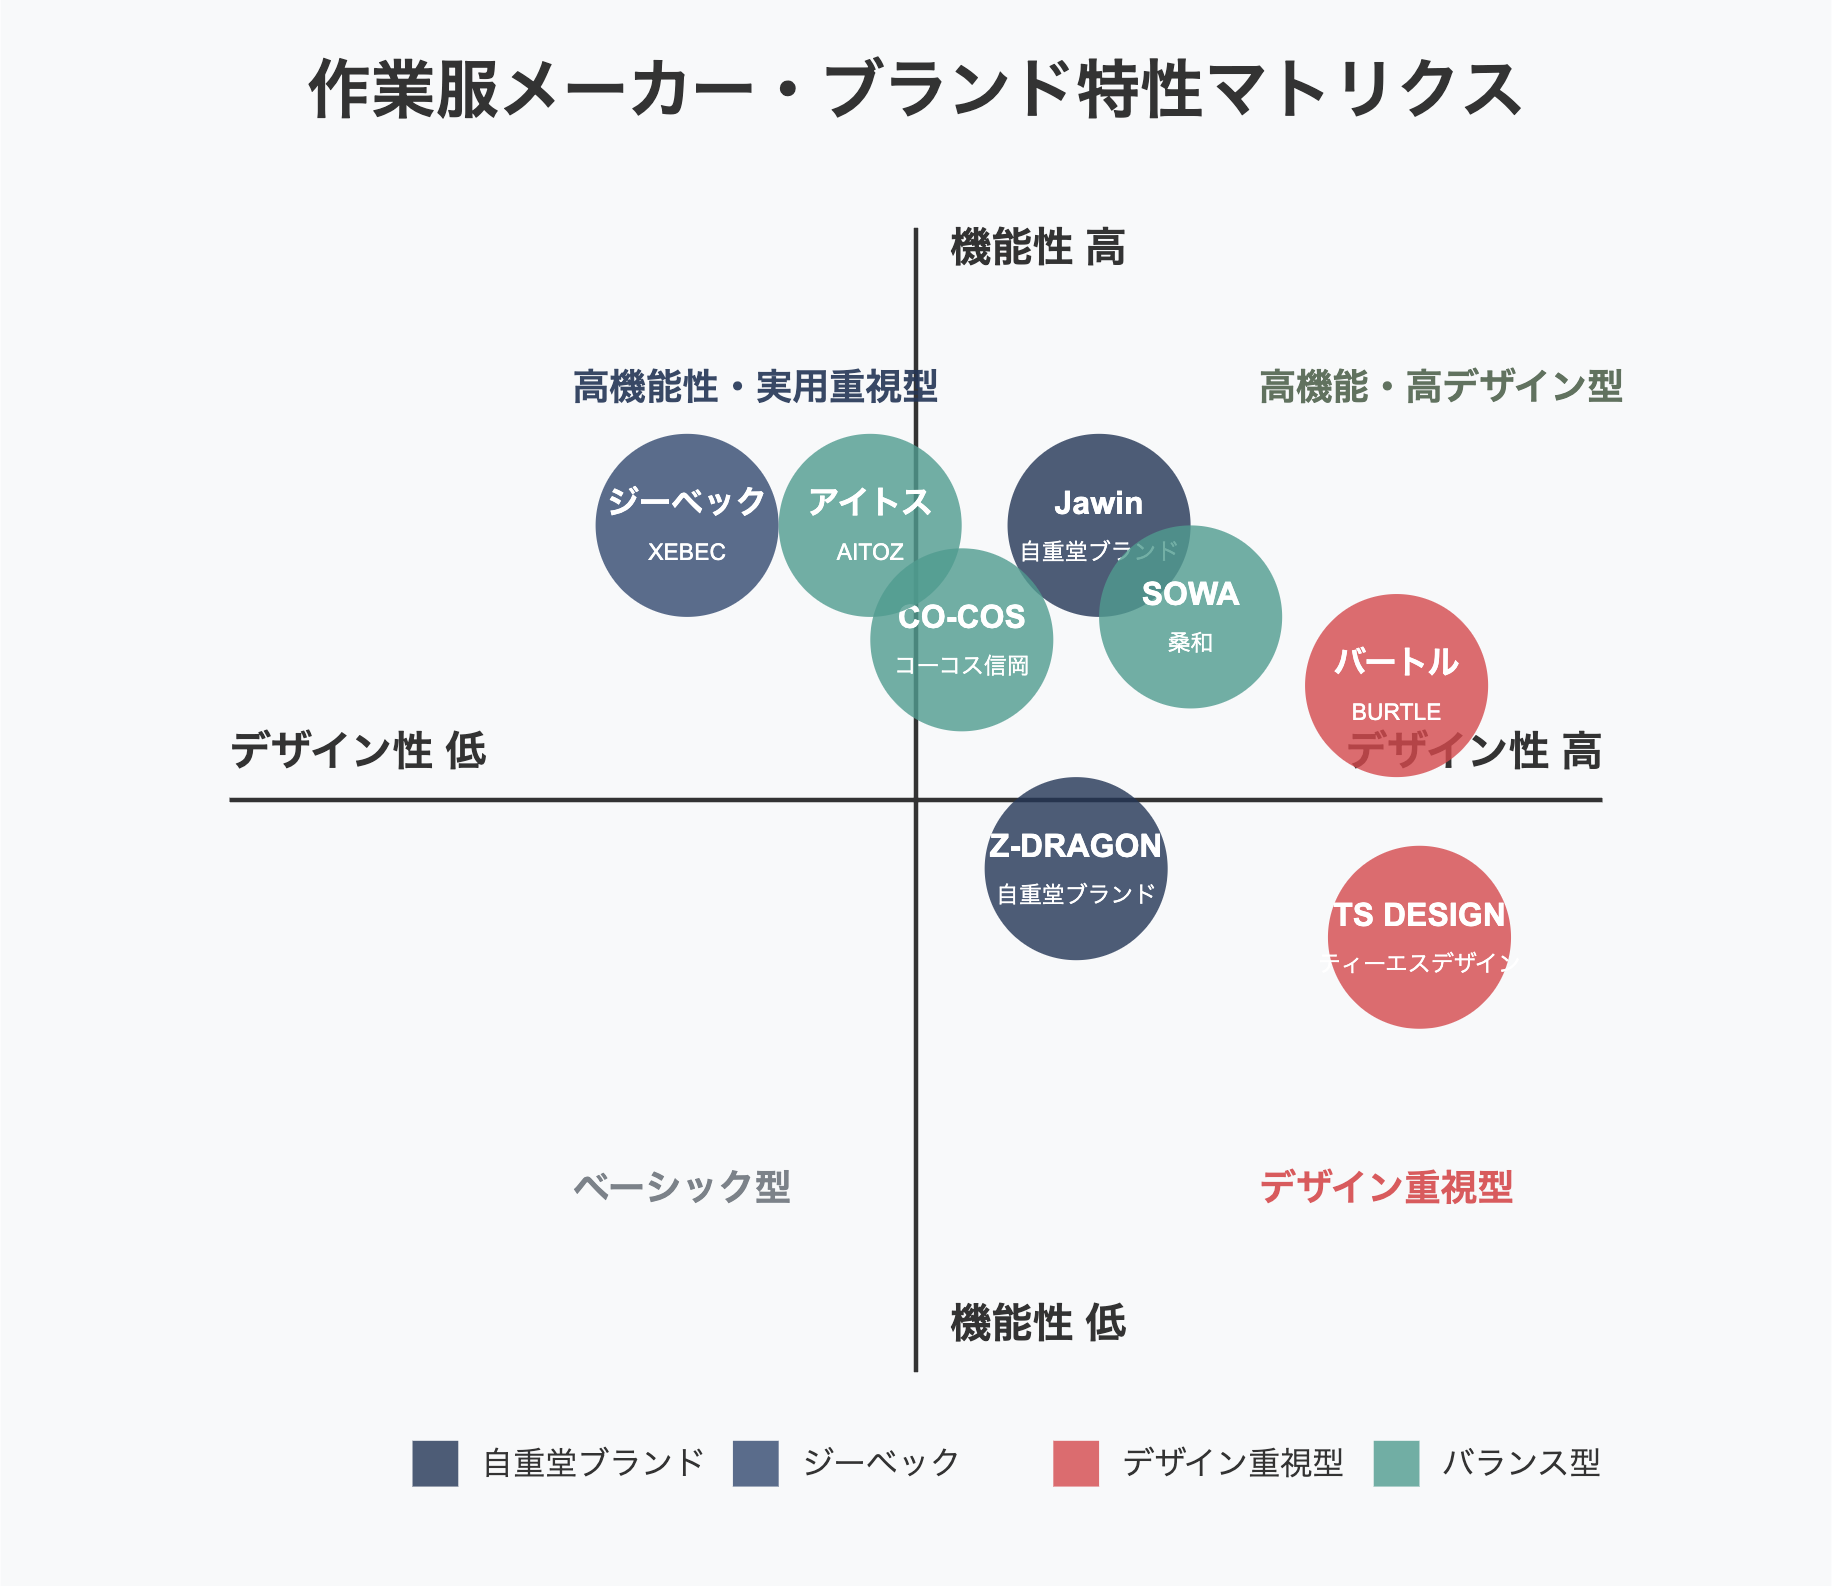 作業服メーカー・ブランド特性マトリクス
機能性 高
高機能性・実用重視型
高機能・高デザイン型
ジーベック
XEBEC
アイトス
AITOZ
Jawin
自重堂ブランド
CO-COS
コーコス信岡
SOWA
桑和
バートル
BURTLE
デザイン性 低
デザイン性 高
Z-DRAGON
自重堂ブランド
TS DESIGN
ティーエスデザイン
ベーシック型
デザイン重視型
機能性 低
自重堂ブランド
ジーベック
デザイン重視型
バランス型